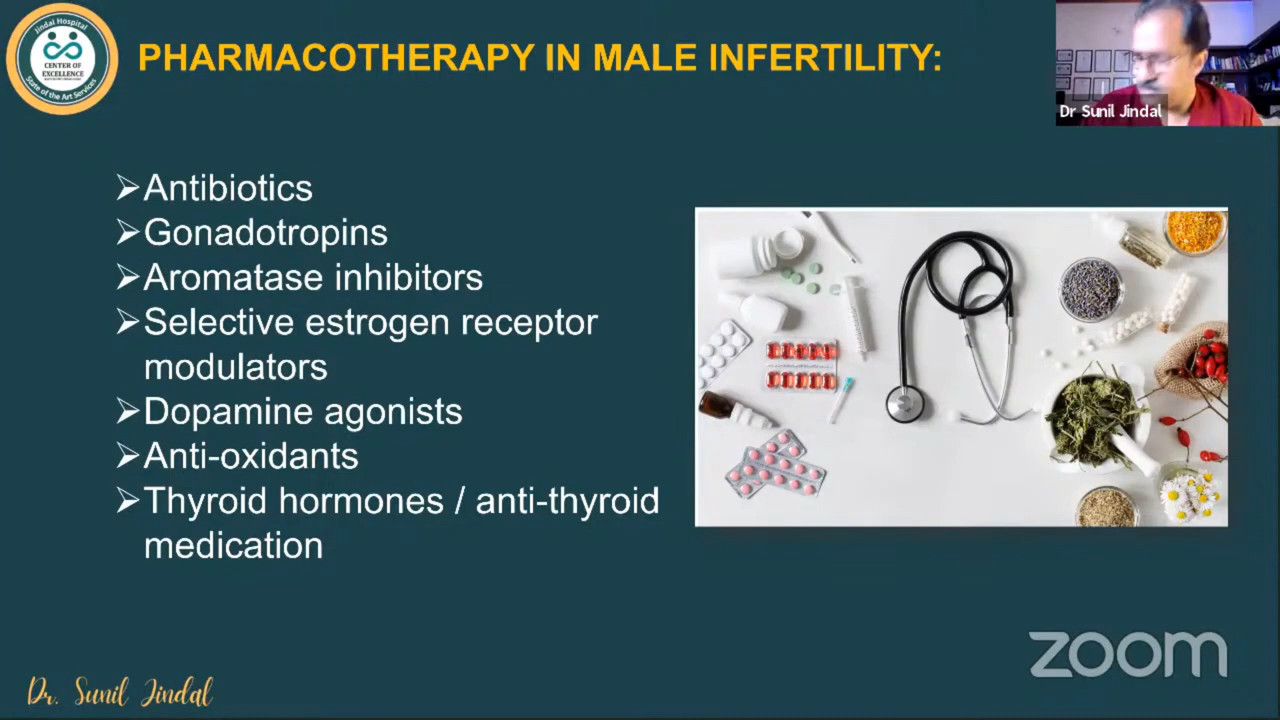 Jindal Hospital
CENTER OF
EXCELLENCE
State of the Art Services
PHARMACOTHERAPY IN MALE INFERTILITY:
Dr Sunil Jindal
➢Antibiotics
➢Gonadotropins
➢Aromatase inhibitors
➢Selective estrogen receptor
modulators
➢Dopamine agonists
➢Anti-oxidants
➢Thyroid hormones / anti-thyroid
medication
zoom
Dr. Sunil Jindal